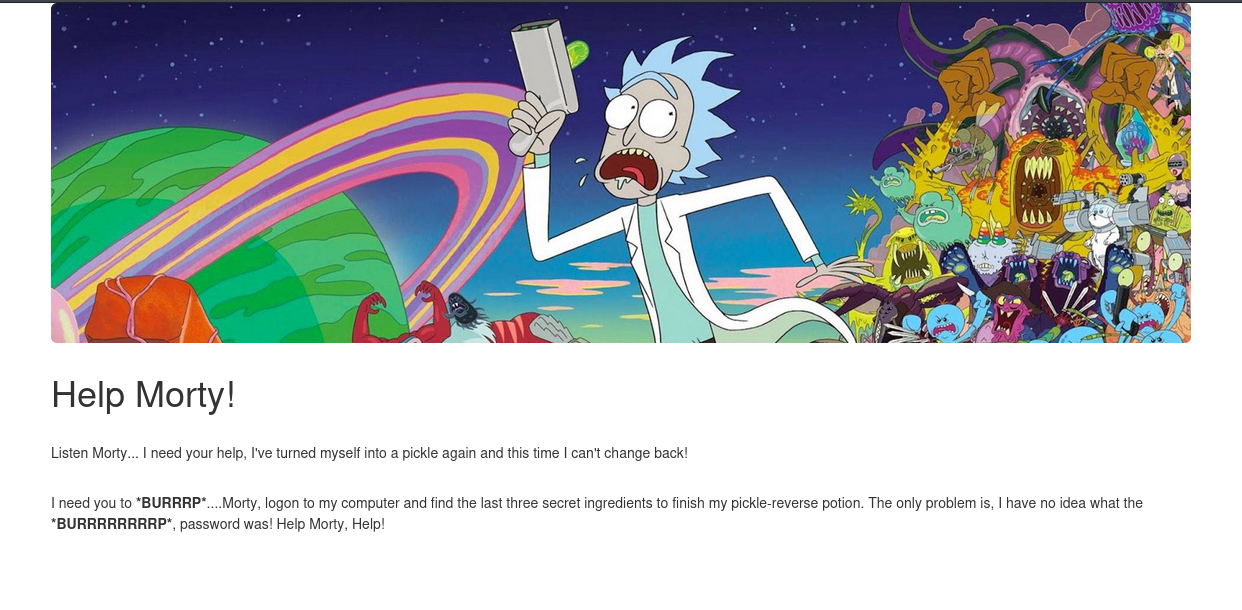 Help Morty!
Listen Morty... I need your help, I've turned myself into a pickle again and this time I can't change back!
I need you to *BURRRP*....Morty, logon to my computer and find the last three secret ingredients to finish my pickle-reverse potion. The only problem is, I have no idea what the
*BURRRRRRRRP*, password was! Help Morty, Help!